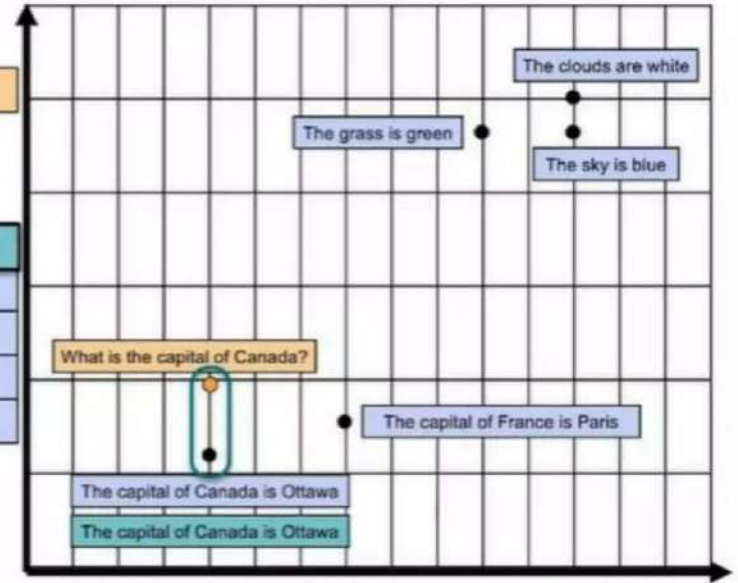 The clouds are white
The grass is green
The sky is blue
What is the capital of Canada?
The capital of France is Paris
The capital of Canada is Ottawa
The capital of Canada is Ottawa